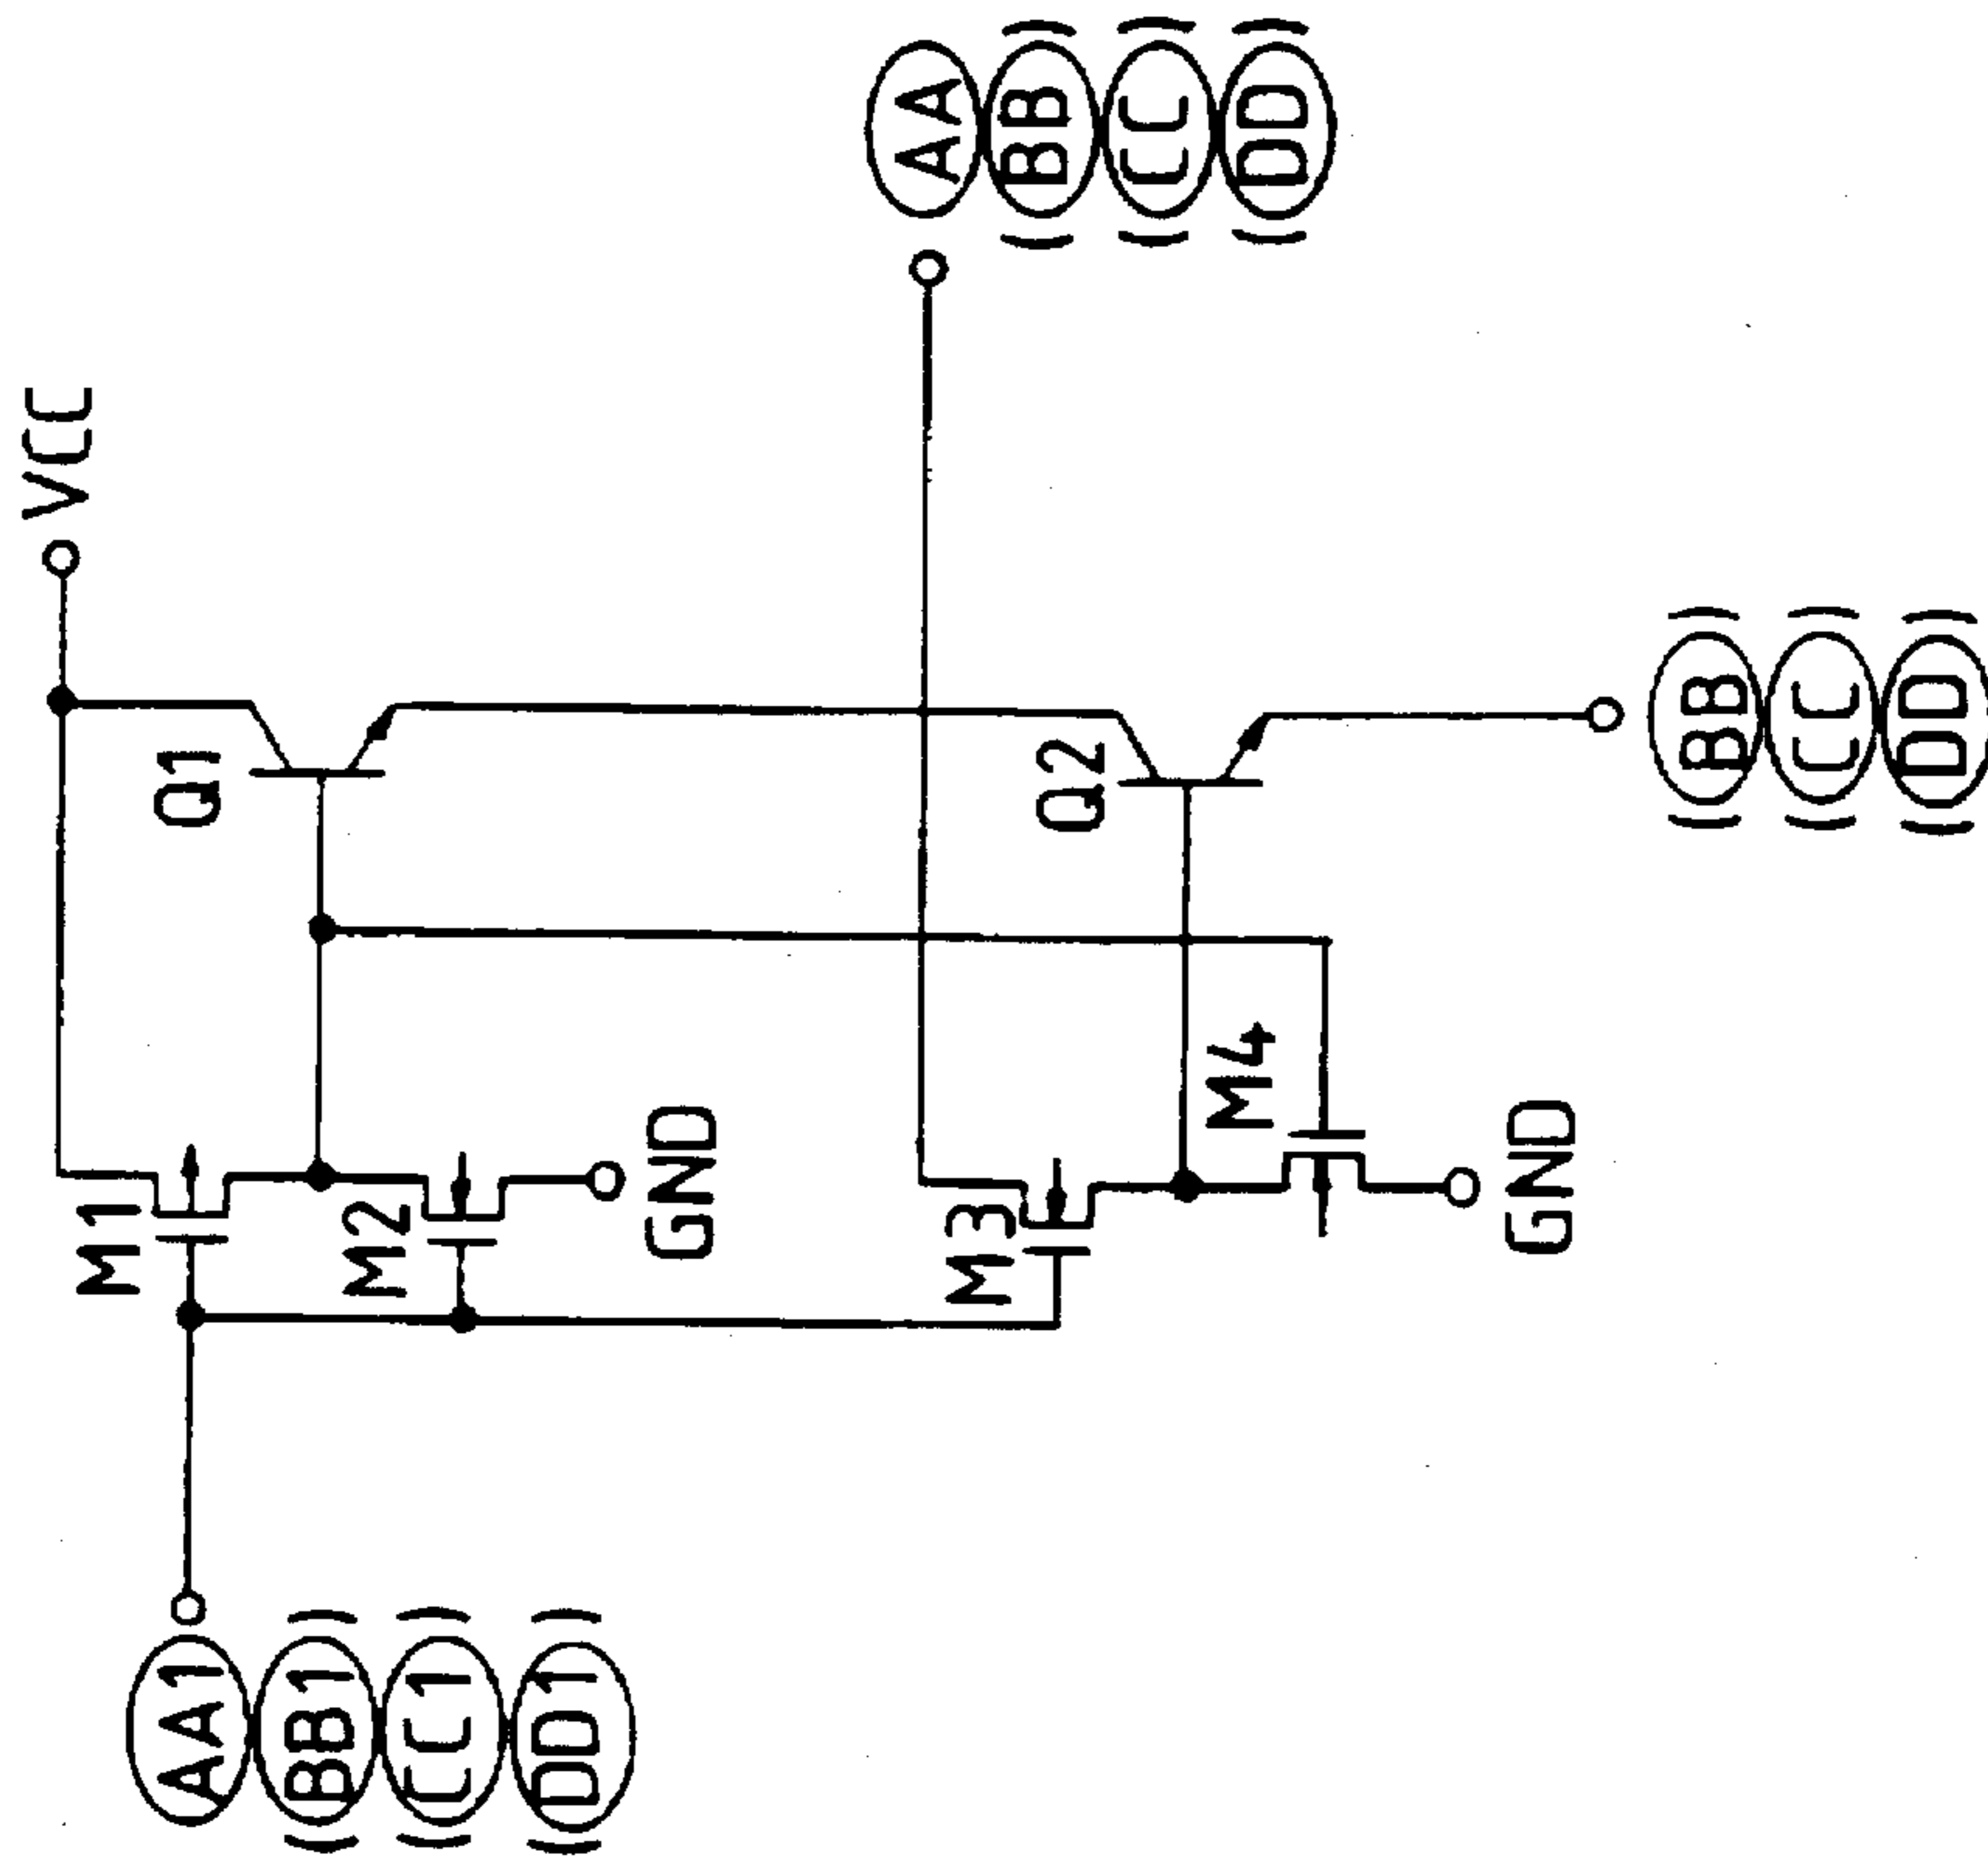 VCC
M1
Q1
AA1
(BB1)
M2
(CC1)
(DD1)
GND
AA
(BB)
(CC)
(DD)
M3
Q2
M4
GND
(BB)
(CC)
(DD)